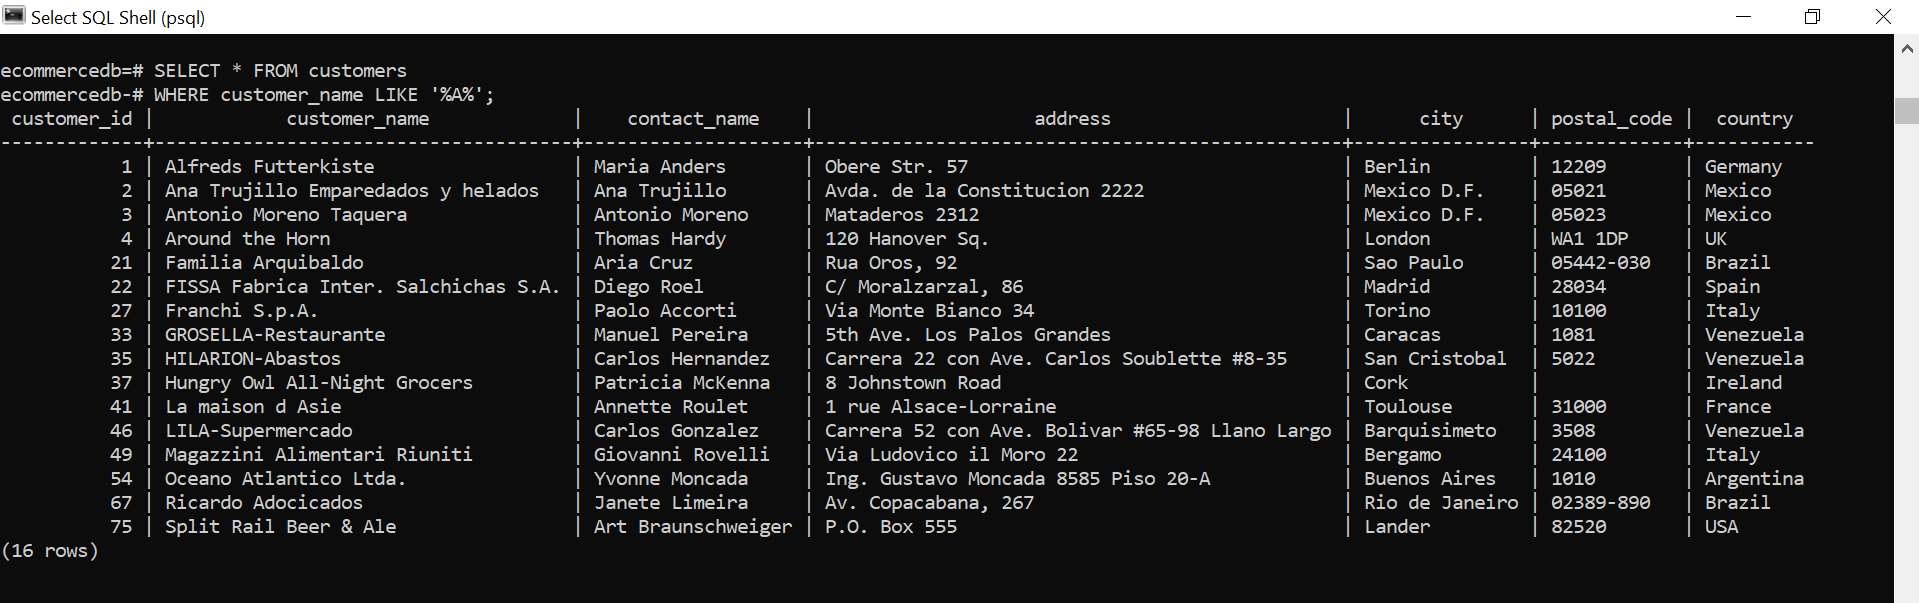 Select SQL Shell (psql)
ecommercedb=# SELECT * FROM customers
ecommercedb-# WHERE customer_name LIKE '%A%';
 customer_id |            customer_name             |    contact_name    |                    address                     |      city      | postal_code |  country
-------------+--------------------------------------+--------------------+------------------------------------------------+----------------+-------------+-----------
           1 | Alfreds Futterkiste                  | Maria Anders       | Obere Str. 57                                  | Berlin         | 12209       | Germany
           2 | Ana Trujillo Emparedados y helados   | Ana Trujillo       | Avda. de la Constitucion 2222                  | Mexico D.F.    | 05021       | Mexico
           3 | Antonio Moreno Taquera               | Antonio Moreno     | Mataderos 2312                                 | Mexico D.F.    | 05023       | Mexico
           4 | Around the Horn                      | Thomas Hardy       | 120 Hanover Sq.                                | London         | WA1 1DP     | UK
          21 | Familia Arquibaldo                   | Aria Cruz          | Rua Oros, 92                                   | Sao Paulo      | 05442-030   | Brazil
          22 | FISSA Fabrica Inter. Salchichas S.A. | Diego Roel         | C/ Moralzarzal, 86                             | Madrid         | 28034       | Spain
          27 | Franchi S.p.A.                       | Paolo Accorti      | Via Monte Bianco 34                            | Torino         | 10100       | Italy
          33 | GROSELLA-Restaurante                 | Manuel Pereira     | 5th Ave. Los Palos Grandes                     | Caracas        | 1081        | Venezuela
          35 | HILARION-Abastos                     | Carlos Hernandez   | Carrera 22 con Ave. Carlos Soublette #8-35     | San Cristobal  | 5022        | Venezuela
          37 | Hungry Owl All-Night Grocers         | Patricia McKenna   | 8 Johnstown Road                               | Cork           |             | Ireland
          41 | La maison d Asie                     | Annette Roulet     | 1 rue Alsace-Lorraine                          | Toulouse       | 31000       | France
          46 | LILA-Supermercado                    | Carlos Gonzalez    | Carrera 52 con Ave. Bolivar #65-98 Llano Largo | Barquisimeto   | 3508        | Venezuela
          49 | Magazzini Alimentari Riuniti         | Giovanni Rovelli   | Via Ludovico il Moro 22                        | Bergamo        | 24100       | Italy
          54 | Oceano Atlantico Ltda.               | Yvonne Moncada     | Ing. Gustavo Moncada 8585 Piso 20-A            | Buenos Aires   | 1010        | Argentina
          67 | Ricardo Adocicados                   | Janete Limeira     | Av. Copacabana, 267                            | Rio de Janeiro | 02389-890   | Brazil
          75 | Split Rail Beer & Ale                | Art Braunschweiger | P.O. Box 555                                   | Lander         | 82520       | USA
(16 rows)